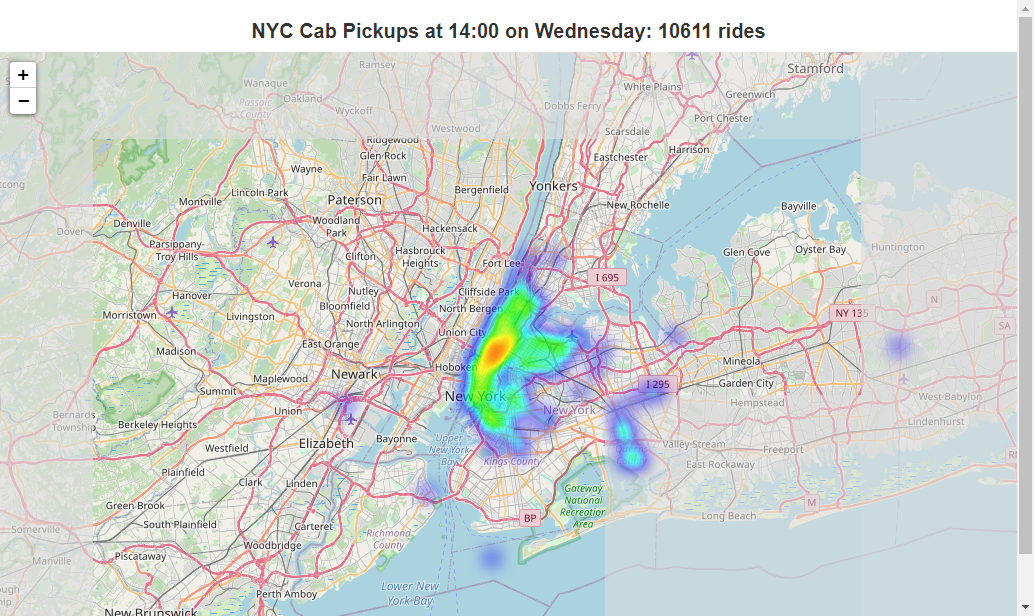 NYC Cab Pickups at 14:00 on Wednesday: 10611 rides
+
−
Ramsey
Stamford
Wanaque
Oakland
White Plains
Greenwich
Passaic
County
Wyckoff
Dobbs Ferry
Port Chester
Westwood
Scarsdale
Ridgewood
Glen Rock
Eastchester
Harrison
Wayne
Fair Lawn
Lincoln Park
Bergenfield
Yonkers
Montville
Paterson
New Rochelle
Bayville
Denville
Woodland
Park
Hackensack
Dover
Parsippany-
Troy Hills
Hasbrouck
Heights
Clifton
Glen Cove
Oyster Bay
Huntington
Fort Lee
I 695
Verona
Nutley
Cliffside Park
Hanover
Bloomfield
North Bergen
N
Morristown
Livingston
North Arlington
NY 135
Union City
SA
East Orange
Madison
Hoboken
Mineola
Newark
Maplewood
I 295
Garden City
Summit
New York
West Babylon
Union
New York
Hempstead
Bernards
Township
Berkeley Heights
Lindenhurst
Elizabeth
Bayonne
Upper
New York
Bay
Valley Stream
Freeport
Westfield
Kings County
East Rockaway
Plainfield
Clark
Linden
Gateway
National
Recreation
Area
Green Brook
M
South Plainfield
Carteret
BP
Long Beach
Somerville
Richmond
County
Woodbridge
Piscataway
Manville
Perth Amboy
Lower New
York Bay
New Brunswick